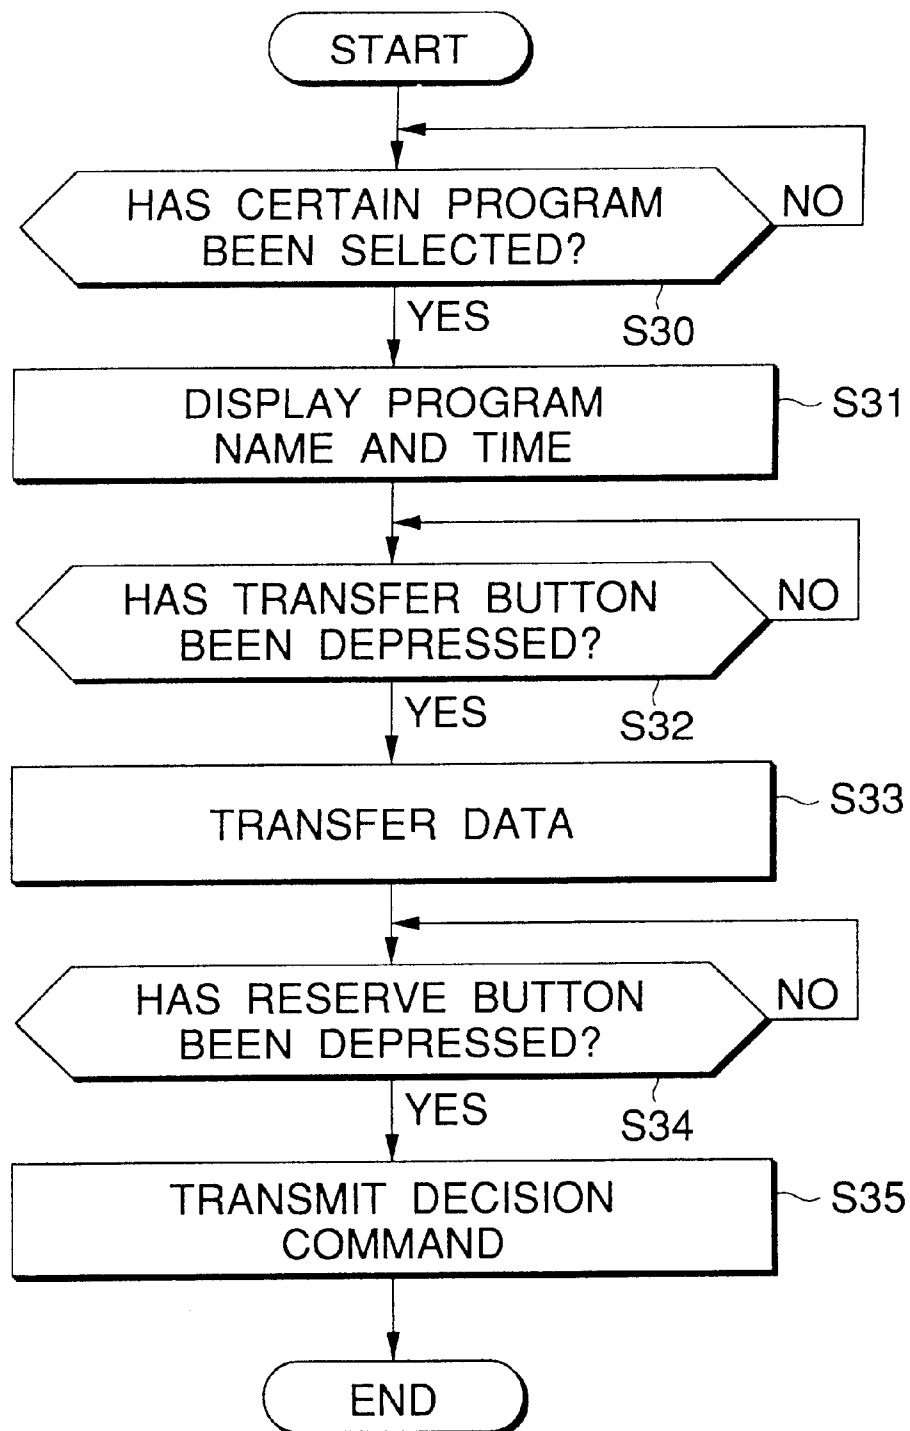 START
HAS CERTAIN PROGRAM
BEEN SELECTED?
NO
YES
S30
DISPLAY PROGRAM
NAME AND TIME
S31
HAS TRANSFER BUTTON
BEEN DEPRESSED?
NO
YES
S32
TRANSFER DATA
S33
HAS RESERVE BUTTON
BEEN DEPRESSED?
NO
YES
S34
TRANSMIT DECISION
COMMAND
S35
END